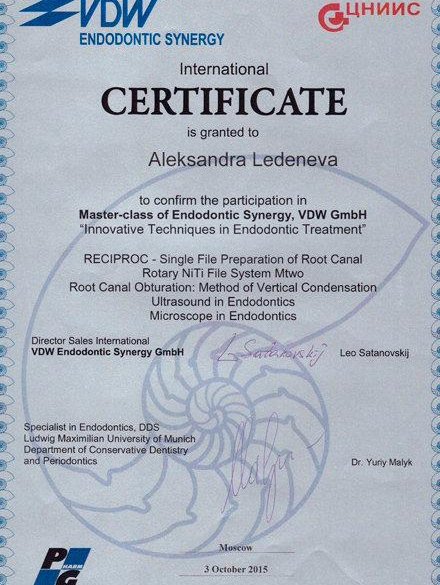 VDW
ENDODONTIC SYNERGY
ЦНИИС
International
CERTIFICATE
is granted to
Aleksandra Ledeneva
to confirm the participation in
Master-class of Endodontic Synergy, VDW GmbH
“Innovative Techniques in Endodontic Treatment”
RECIPROC - Single File Preparation of Root Canal
Rotary NiTi File System Mtwo
Root Canal Obturation: Method of Vertical Condensation
Ultrasound in Endodontics
Microscope in Endodontics
Director Sales International
VDW Endodontic Synergy GmbH
L. Satanovskij
Leo Satanovskij
Specialist in Endodontics, DDS
Ludwig Maximilian University of Munich
Department of Conservative Dentistry
and Periodontics
Dr. Yuriy Malyk
Moscow
3 October 2015
PHARM
G